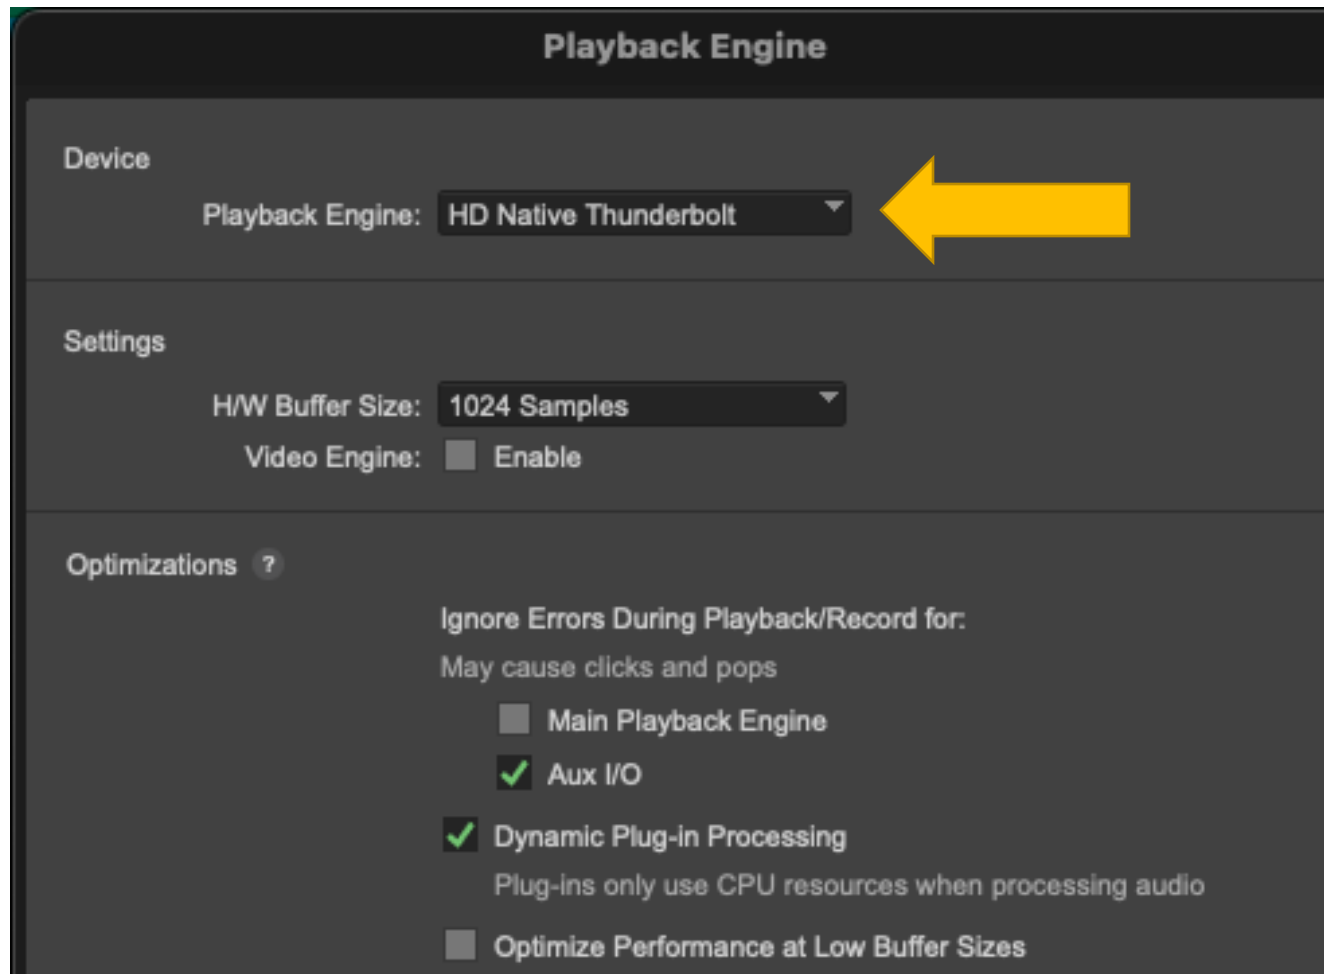 Playback Engine
Device
Playback Engine: HD Native Thunderbolt
Settings
H/W Buffer Size: 1024 Samples
Video Engine: Enable
Optimizations ?
Ignore Errors During Playback/Record for:
May cause clicks and pops
Main Playback Engine
Aux I/O
Dynamic Plug-in Processing
Plug-ins only use CPU resources when processing audio
Optimize Performance at Low Buffer Sizes